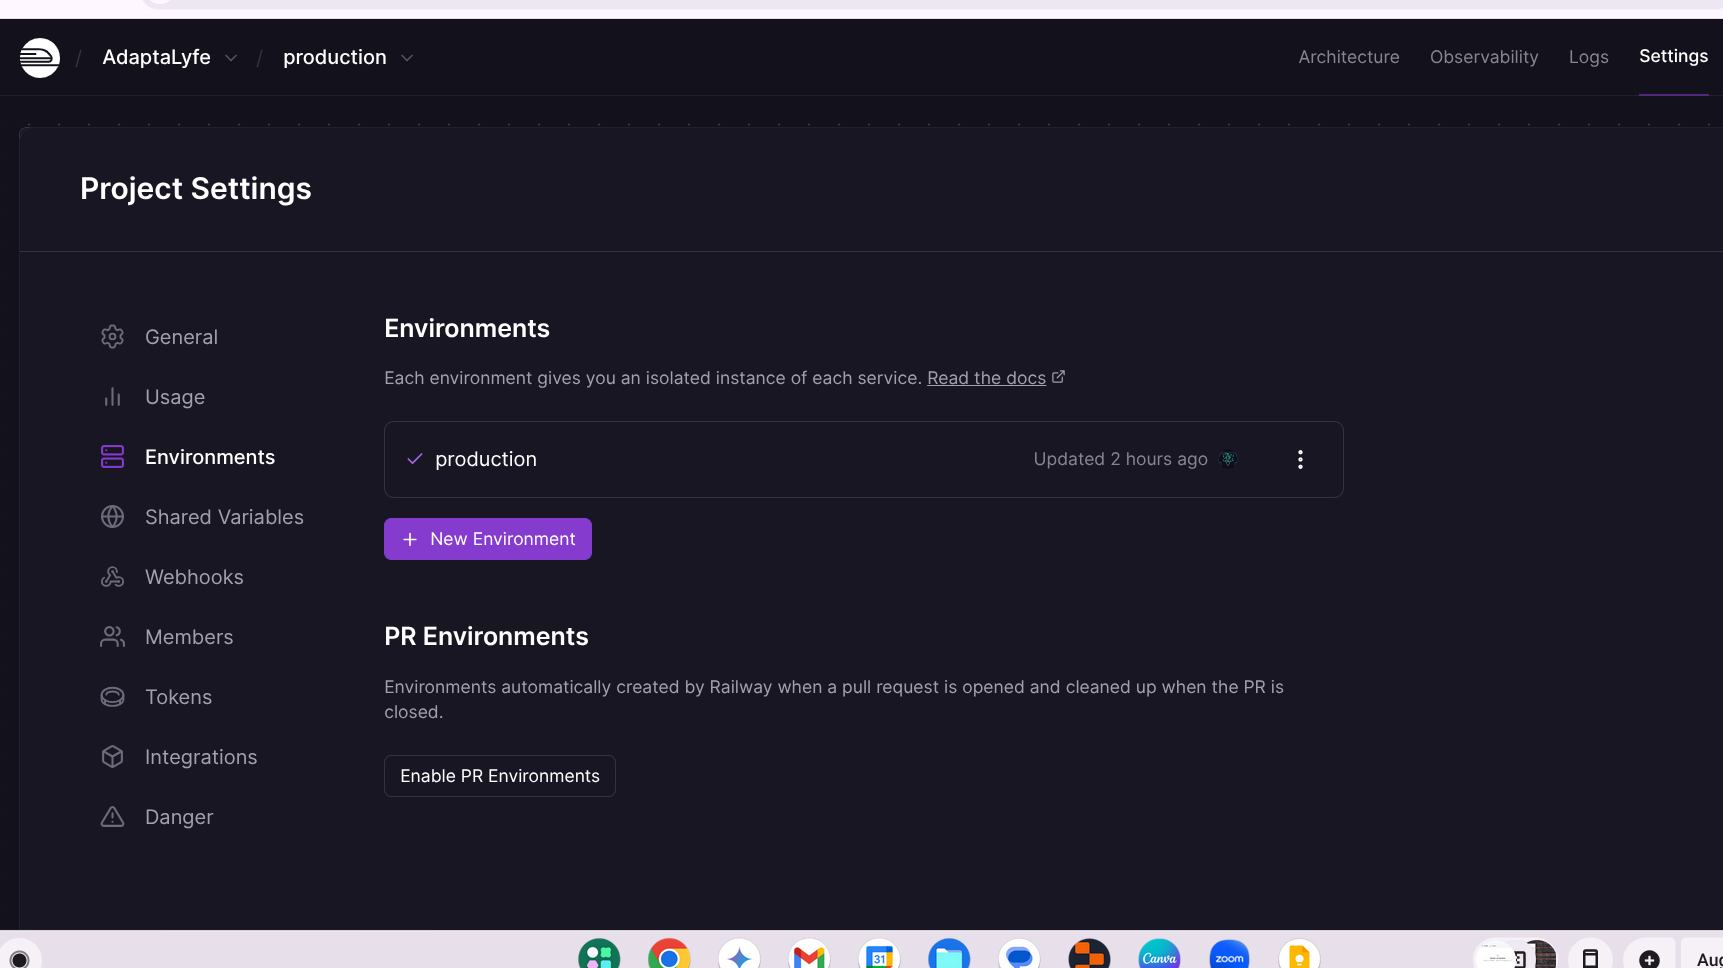 / AdaptaLyfe / production
Architecture Observability Logs Settings
Project Settings
General
Usage
Environments
Shared Variables
Webhooks
Members
Tokens
Integrations
Danger
Environments
Each environment gives you an isolated instance of each service. Read the docs
production Updated 2 hours ago
+ New Environment
PR Environments
Environments automatically created by Railway when a pull request is opened and cleaned up when the PR is
closed.
Enable PR Environments
31
Canva
zoom